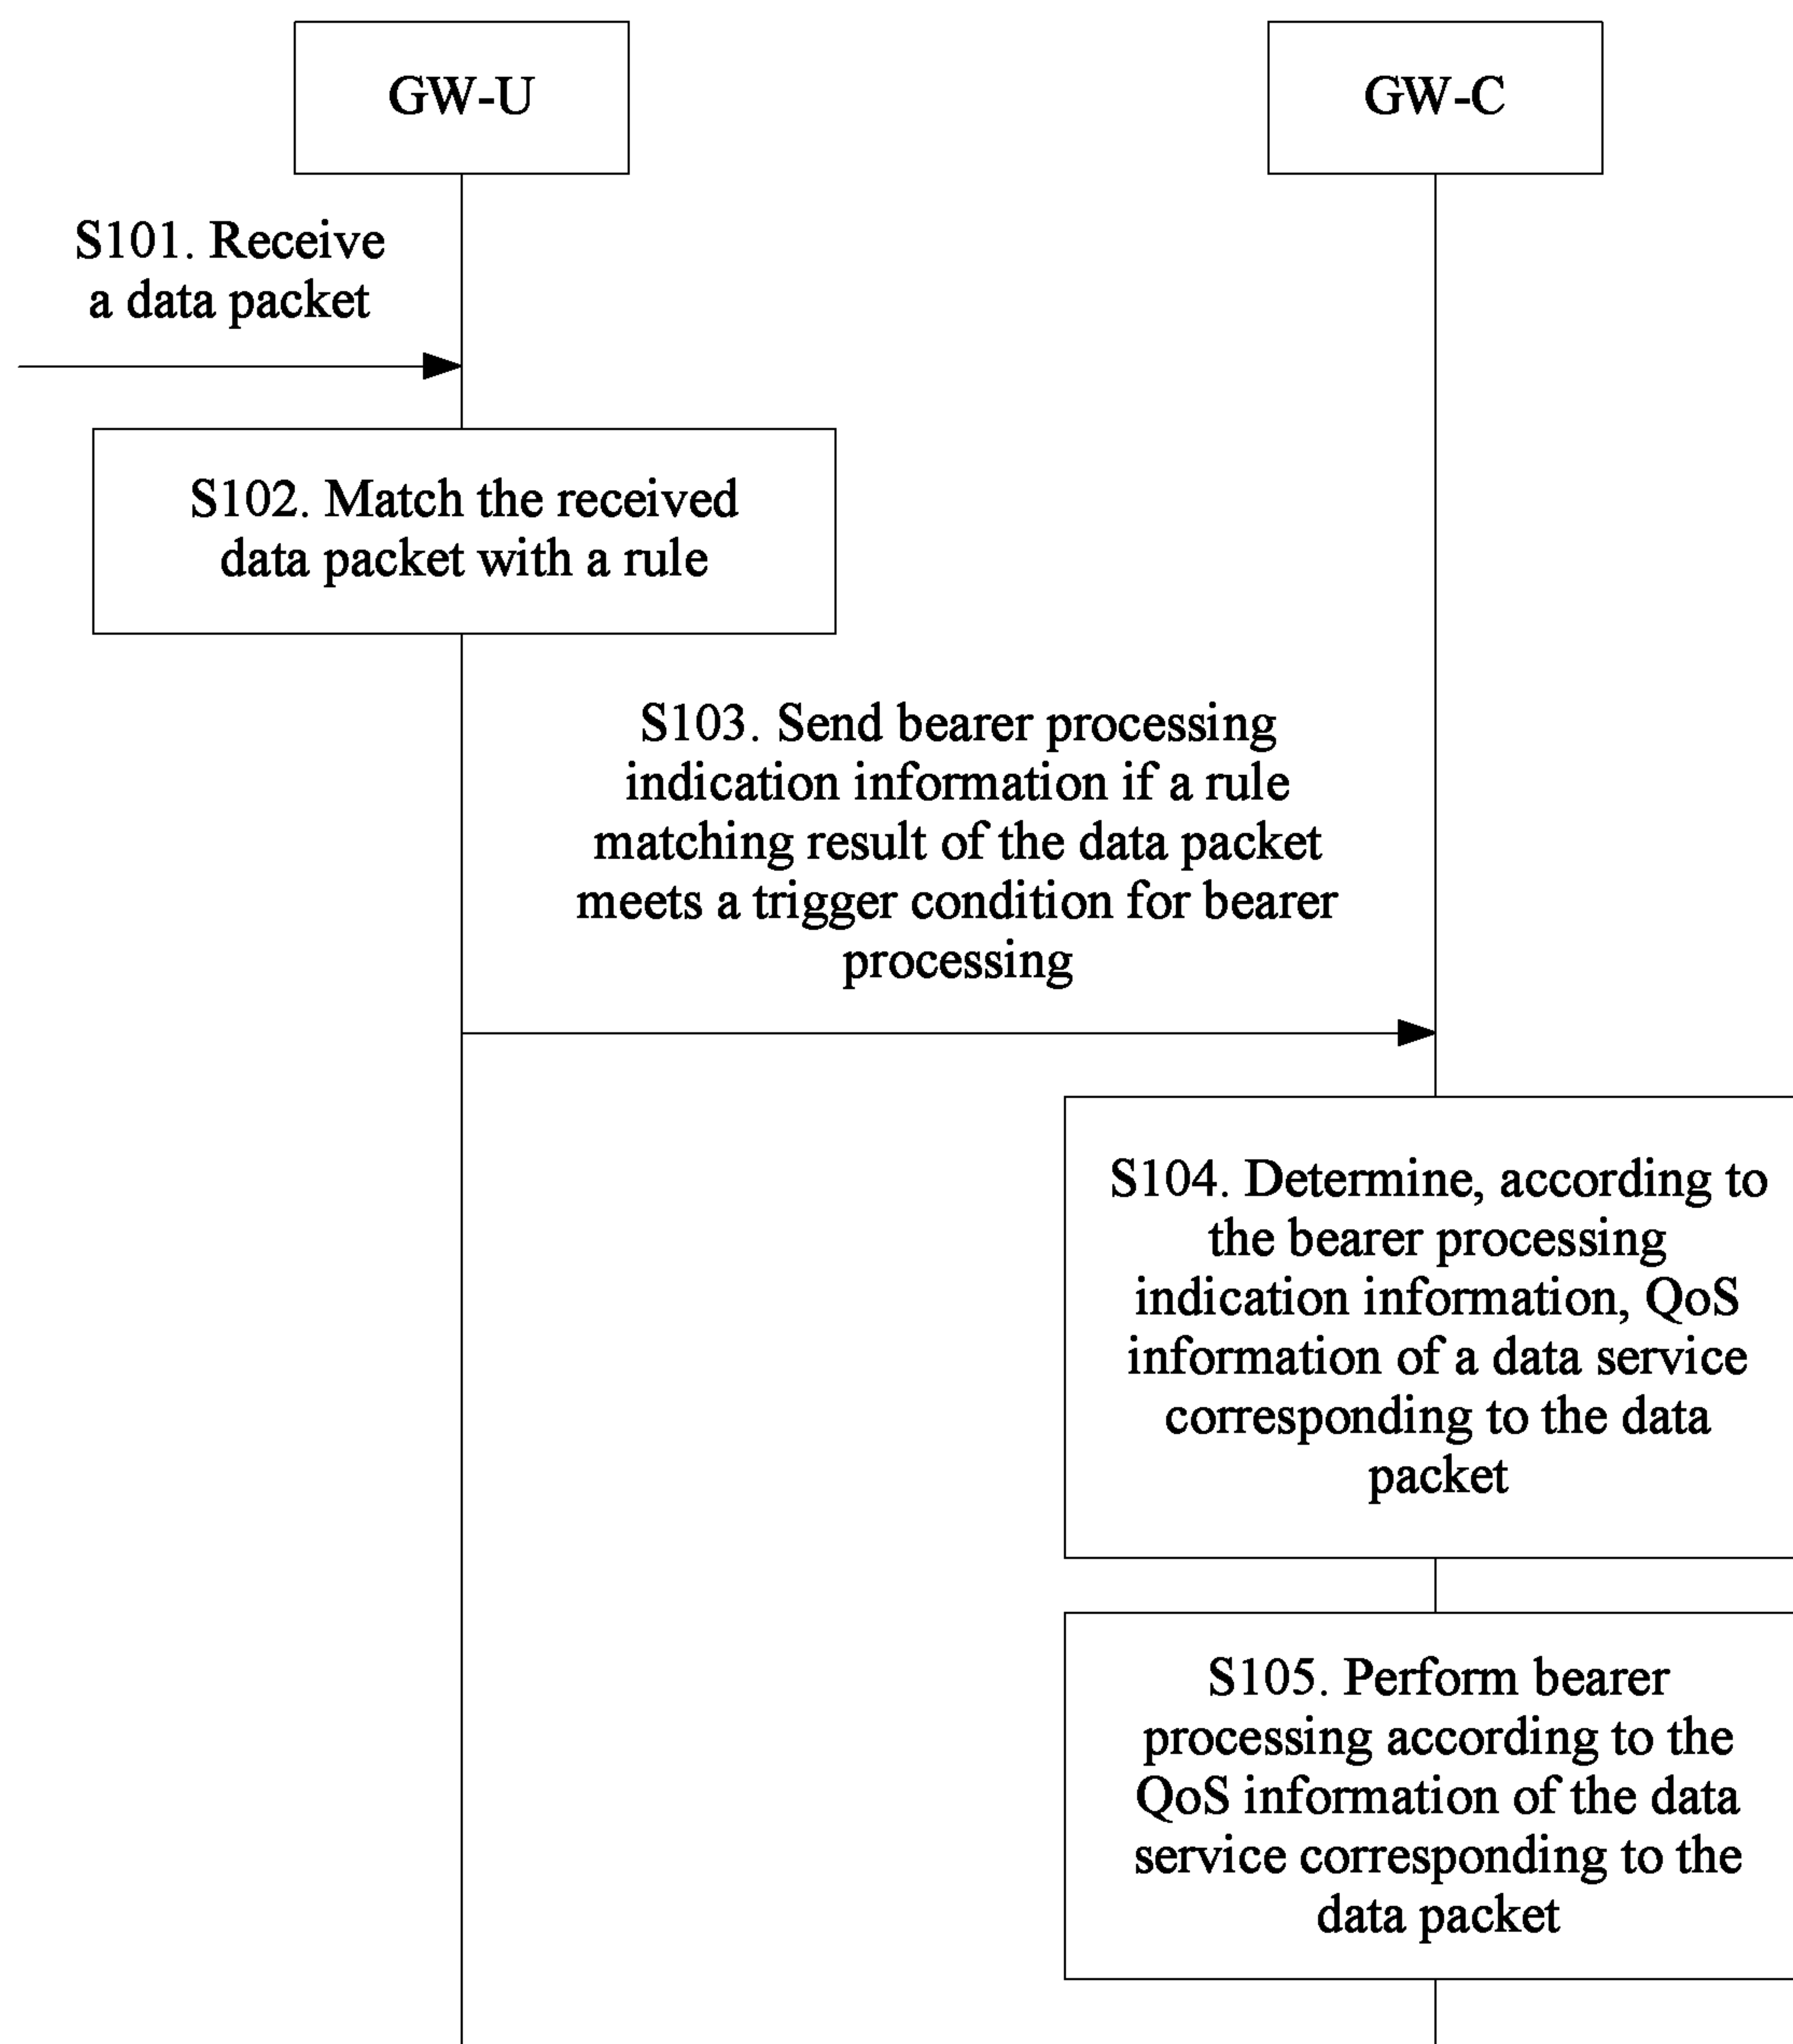 GW-U
GW-C
S101. Receive
a data packet
S102. Match the received
data packet with a rule
S103. Send bearer processing
indication information if a rule
matching result of the data packet
meets a trigger condition for bearer
processing
S104. Determine, according to
the bearer processing
indication information, QoS
information of a data service
corresponding to the data
packet
S105. Perform bearer
processing according to the
QoS information of the data
service corresponding to the
data packet